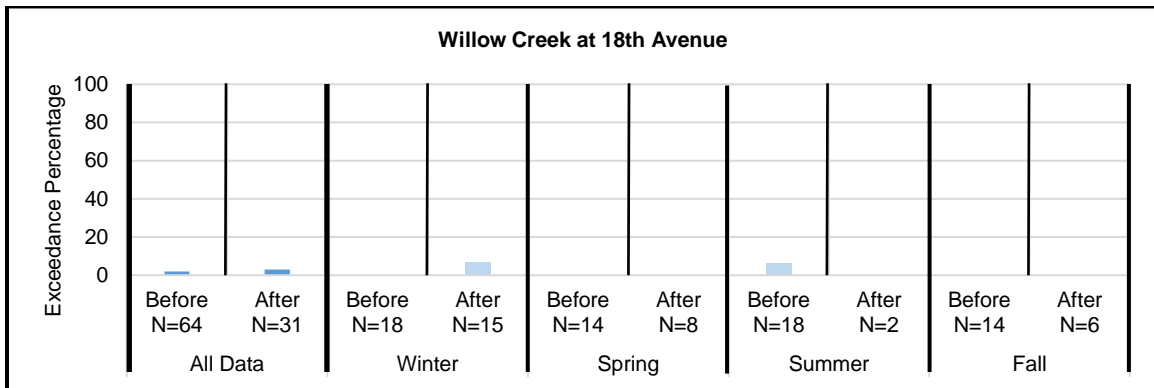 Willow Creek at 18th Avenue
Exceedance Percentage
100
80
60
40
20
0
Before After Before After Before After Before After Before After
N=64 N=31 N=18 N=15 N=14 N=8 N=18 N=2 N=14 N=6
All Data Winter Spring Summer Fall